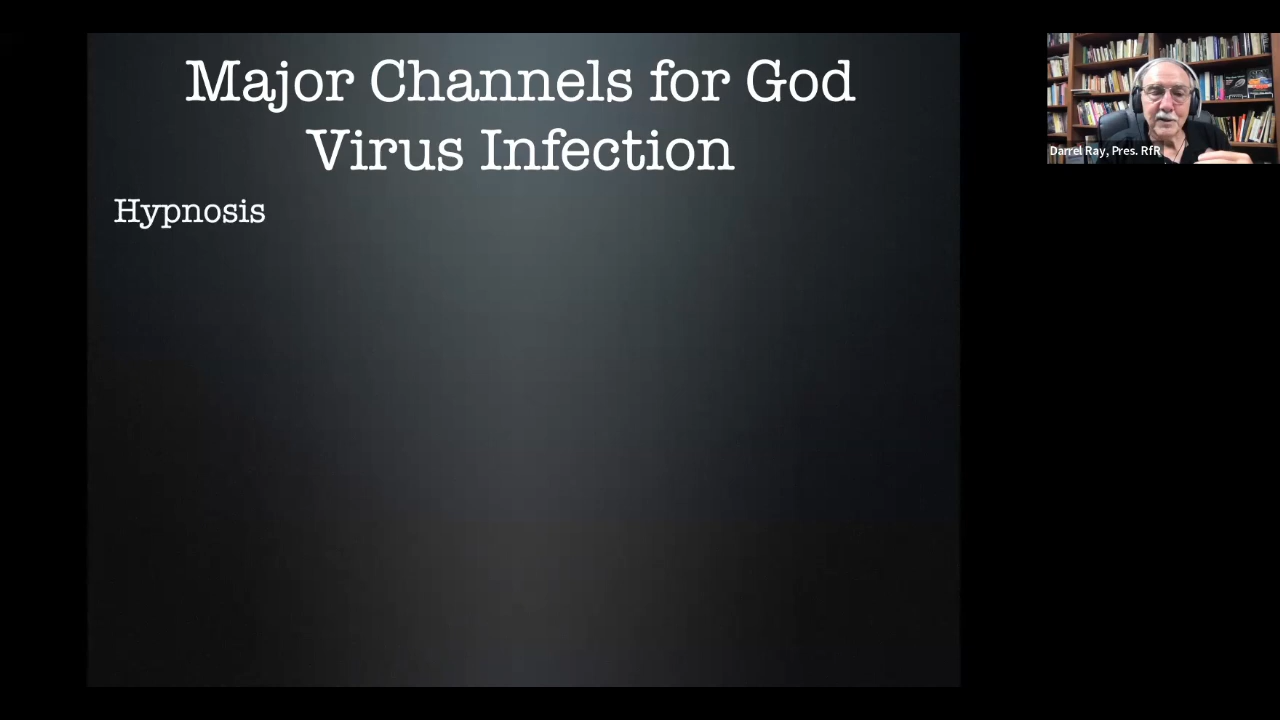 Major Channels for God
Virus Infection
Hypnosis
Darrel Ray, Pres. RfR